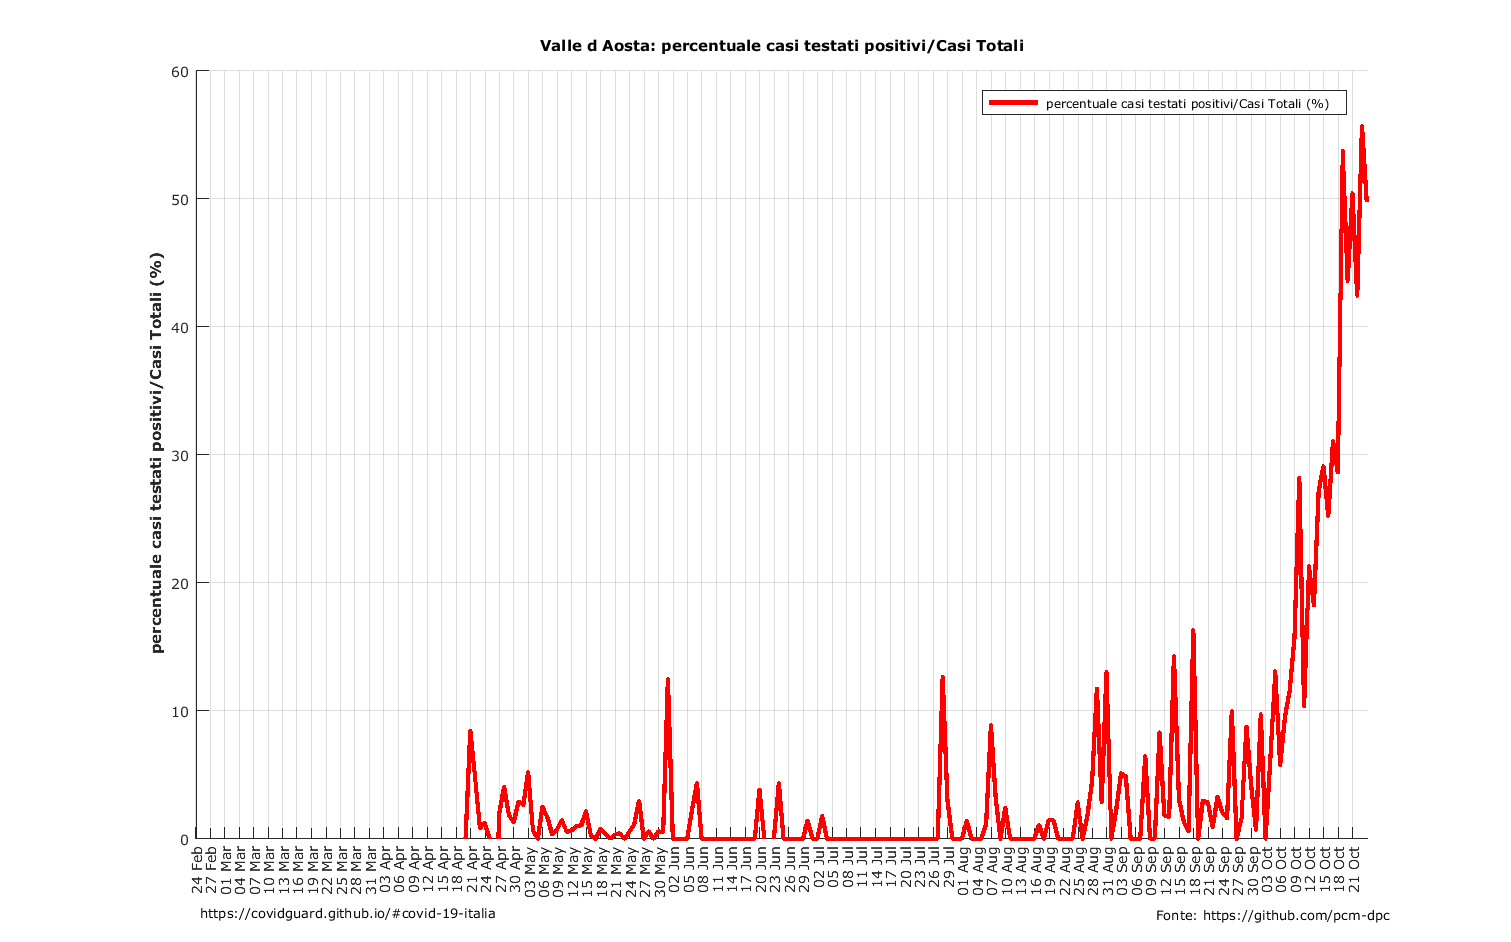 Valle d Aosta: percentuale casi testati positivi/Casi Totali
percentuale casi testati positivi/Casi Totali (%)
percentuale casi testati positivi/Casi Totali (%)
60
50
40
30
20
10
0
24 Feb
27 Feb
01 Mar
04 Mar
07 Mar
10 Mar
13 Mar
16 Mar
19 Mar
22 Mar
25 Mar
28 Mar
31 Mar
03 Apr
06 Apr
09 Apr
12 Apr
15 Apr
18 Apr
21 Apr
24 Apr
27 Apr
30 Apr
03 May
06 May
09 May
12 May
15 May
18 May
21 May
24 May
27 May
30 May
02 Jun
05 Jun
08 Jun
11 Jun
14 Jun
17 Jun
20 Jun
23 Jun
26 Jun
29 Jun
02 Jul
05 Jul
08 Jul
11 Jul
14 Jul
17 Jul
20 Jul
23 Jul
26 Jul
29 Jul
01 Aug
04 Aug
07 Aug
10 Aug
13 Aug
16 Aug
19 Aug
22 Aug
25 Aug
28 Aug
31 Aug
03 Sep
06 Sep
09 Sep
12 Sep
15 Sep
18 Sep
21 Sep
24 Sep
27 Sep
30 Sep
03 Oct
06 Oct
09 Oct
12 Oct
15 Oct
18 Oct
21 Oct
https://covidguard.github.io/#covid-19-italia
Fonte: https://github.com/pcm-dpc